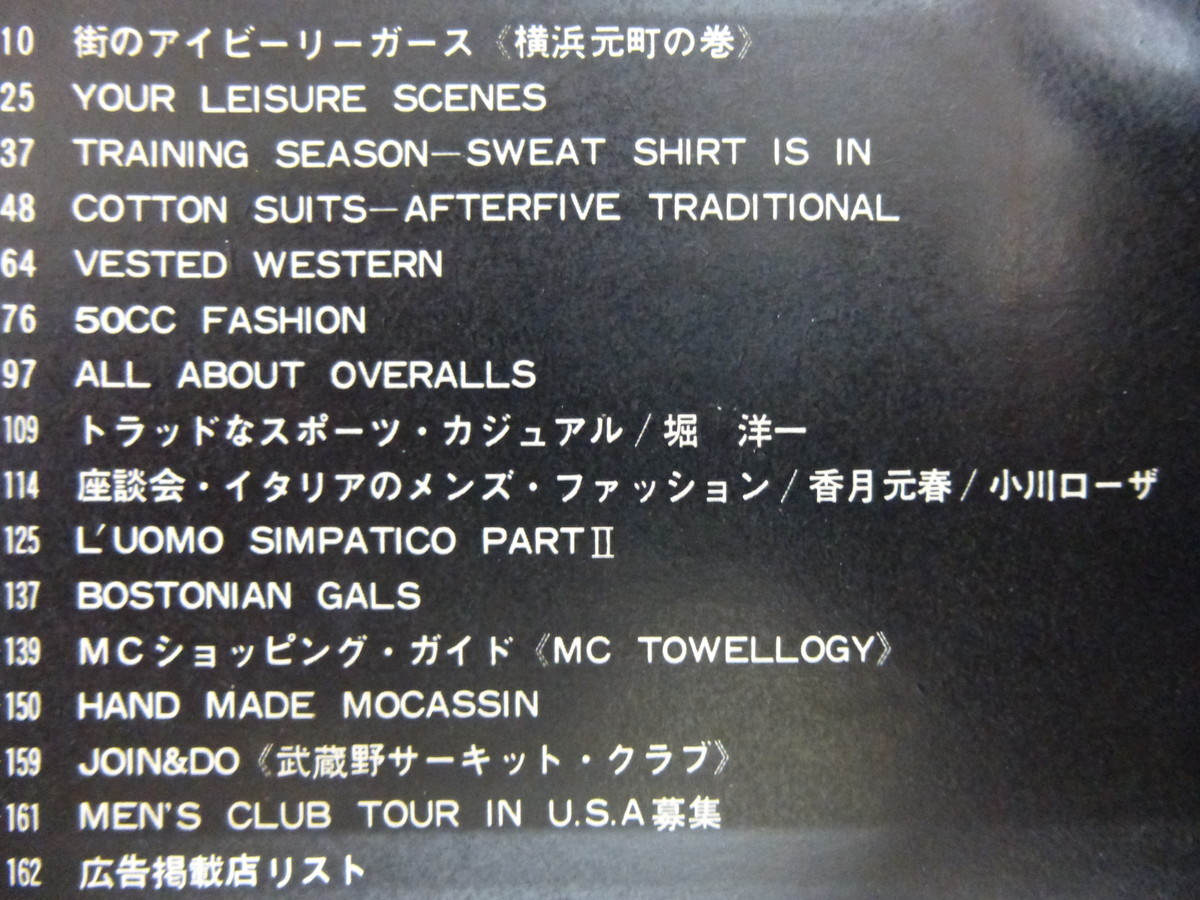 10 街のアイビーリーガース《横浜元町の巻》
25 YOUR LEISURE SCENES
37 TRAINING SEASON—SWEAT SHIRT IS IN
48 COTTON SUITS—AFTERFIVE TRADITIONAL
64 VESTED WESTERN
76 50CC FASHION
97 ALL ABOUT OVERALLS
109 トラッドなスポーツ・カジュアル/堀 洋一
114 座談会・イタリアのメンズ・ファッション/香月元春/小川ローザ
125 L'UOMO SIMPATICO PARTⅡ
137 BOSTONIAN GALS
139 MCショッピング・ガイド《MC TOWELLOGY》
150 HAND MADE MOCASSIN
159 JOIN&DO《武蔵野サーキット・クラブ》
161 MEN'S CLUB TOUR IN U.S.A募集
162 広告掲載店リスト